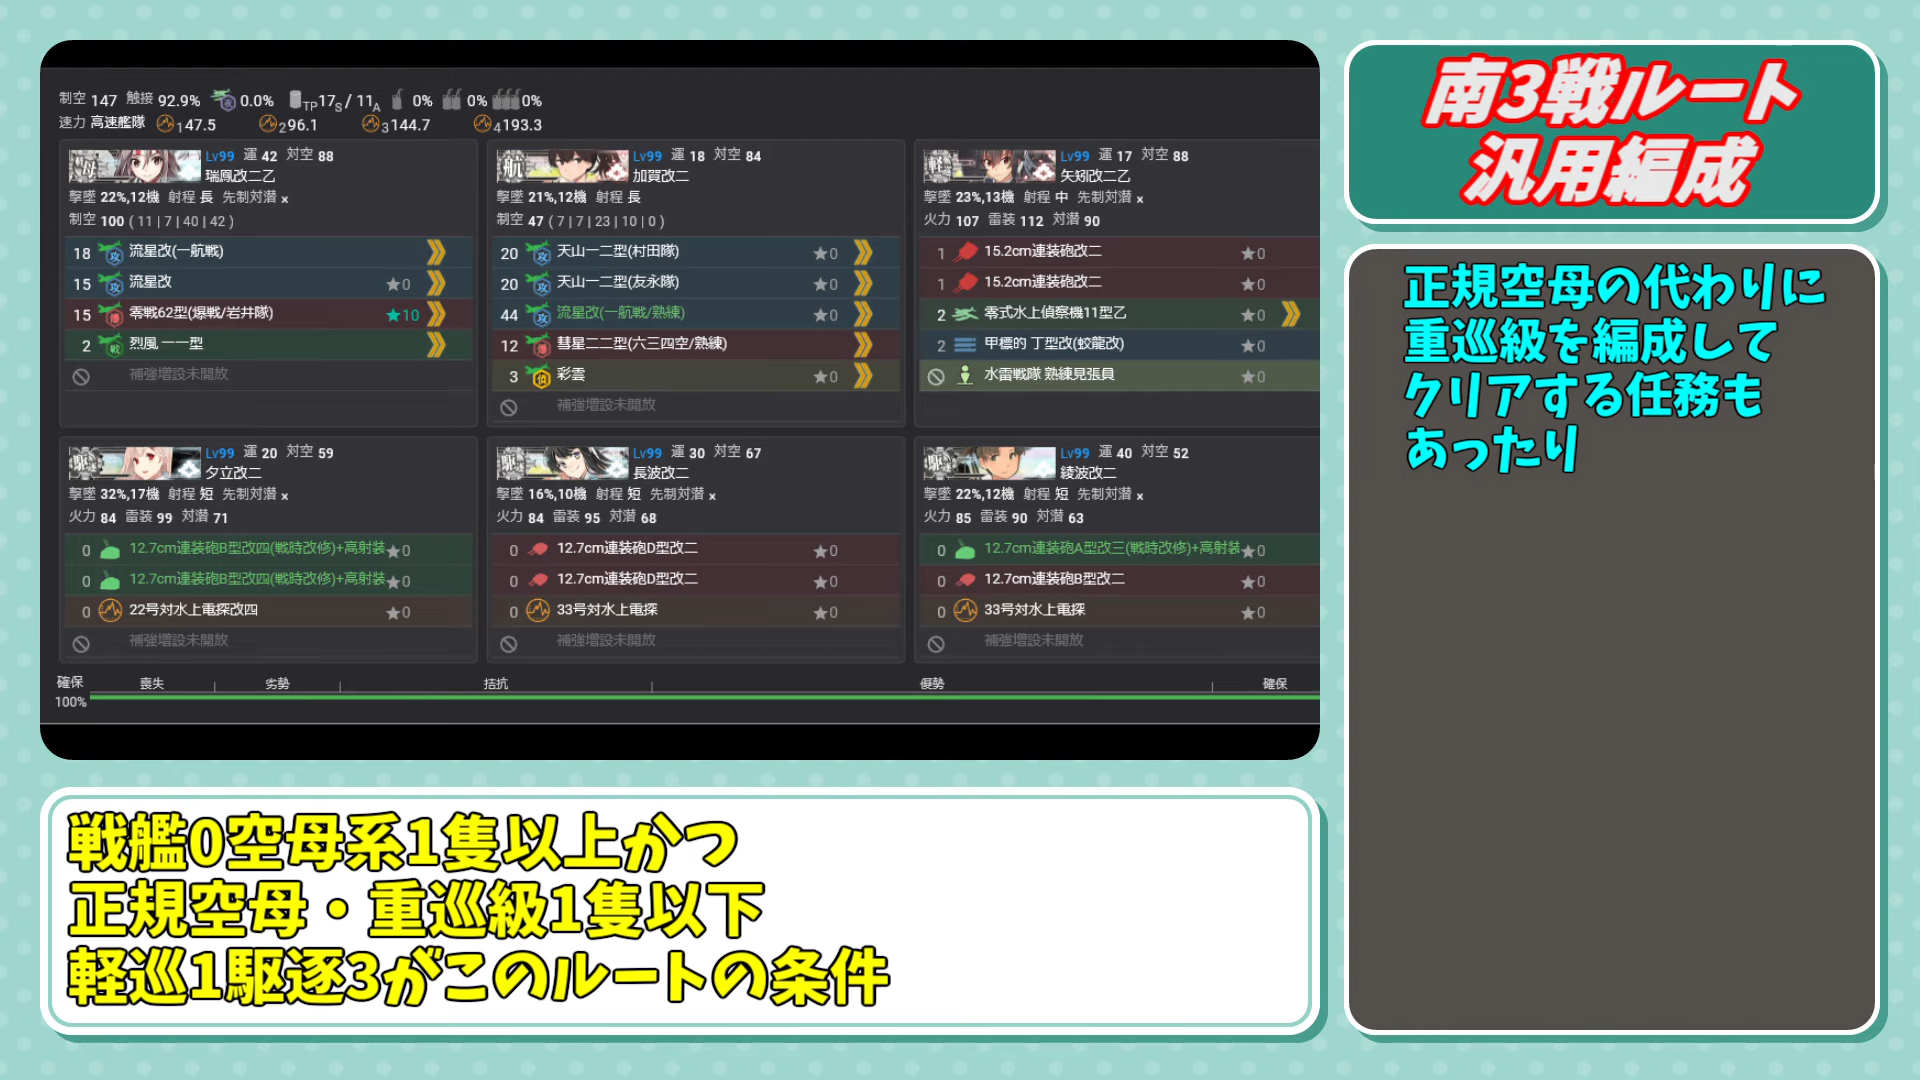 制空 147 触接 92.9% 0.0% TP17S / 11A 0% 0% 0%
速力 高速艦隊 1 47.5 2 96.1 3 144.7 4 193.3
Lv99 運 42 対空 88
瑞鳳改二乙
撃墜 22%,12機 射程 長 先制対潜 x
制空 100 ( 11 | 7 | 40 | 42 )
18 流星改(一航戦)
15 流星改 ★0
15 零戦62型(爆戦/岩井隊) ★10
2 烈風 一一型
補強増設未開放
Lv99 運 18 対空 84
加賀改二
撃墜 21%,12機 射程 長
制空 47 ( 7 | 7 | 23 | 10 | 0 )
20 天山一二型(村田隊) ★0
20 天山一二型(友永隊) ★0
44 流星改(一航戦/熟練) ★0
12 彗星二二型(六三四空/熟練)
3 彩雲 ★0
補強増設未開放
軽 Lv99 運 17 対空 88
矢矧改二乙
撃墜 23%,13機 射程 中 先制対潜 x
火力 107 雷装 112 対潜 90
1 15.2cm連装砲改二 ★0
1 15.2cm連装砲改二 ★0
2 零式水上偵察機11型乙 ★0
2 甲標的 丁型改(蛟龍改) ★0
水雷戦隊 熟練見張員 ★0
Lv99 運 20 対空 59
夕立改二
撃墜 32%,17機 射程 短 先制対潜 x
火力 84 雷装 99 対潜 71
0 12.7cm連装砲B型改四(戦時改修)+高射装 ★0
0 12.7cm連装砲B型改四(戦時改修)+高射装 ★0
0 22号対水上電探改四 ★0
補強増設未開放
Lv99 運 30 対空 67
長波改二
撃墜 16%,10機 射程 短 先制対潜 x
火力 84 雷装 95 対潜 68
0 12.7cm連装砲D型改二 ★0
0 12.7cm連装砲D型改二 ★0
0 33号対水上電探 ★0
補強増設未開放
Lv99 運 40 対空 52
綾波改二
撃墜 22%,12機 射程 短 先制対潜 x
火力 85 雷装 90 対潜 63
0 12.7cm連装砲A型改三(戦時改修)+高射装 ★0
0 12.7cm連装砲B型改二 ★0
0 33号対水上電探 ★0
補強増設未開放
確保 喪失 劣勢 拮抗 優勢 確保
100%
南3戦ルート
汎用編成
正規空母の代わりに
重巡級を編成して
クリアする任務も
あったり
戦艦0空母系1隻以上かつ
正規空母・重巡級1隻以下
軽巡1駆逐3がこのルートの条件